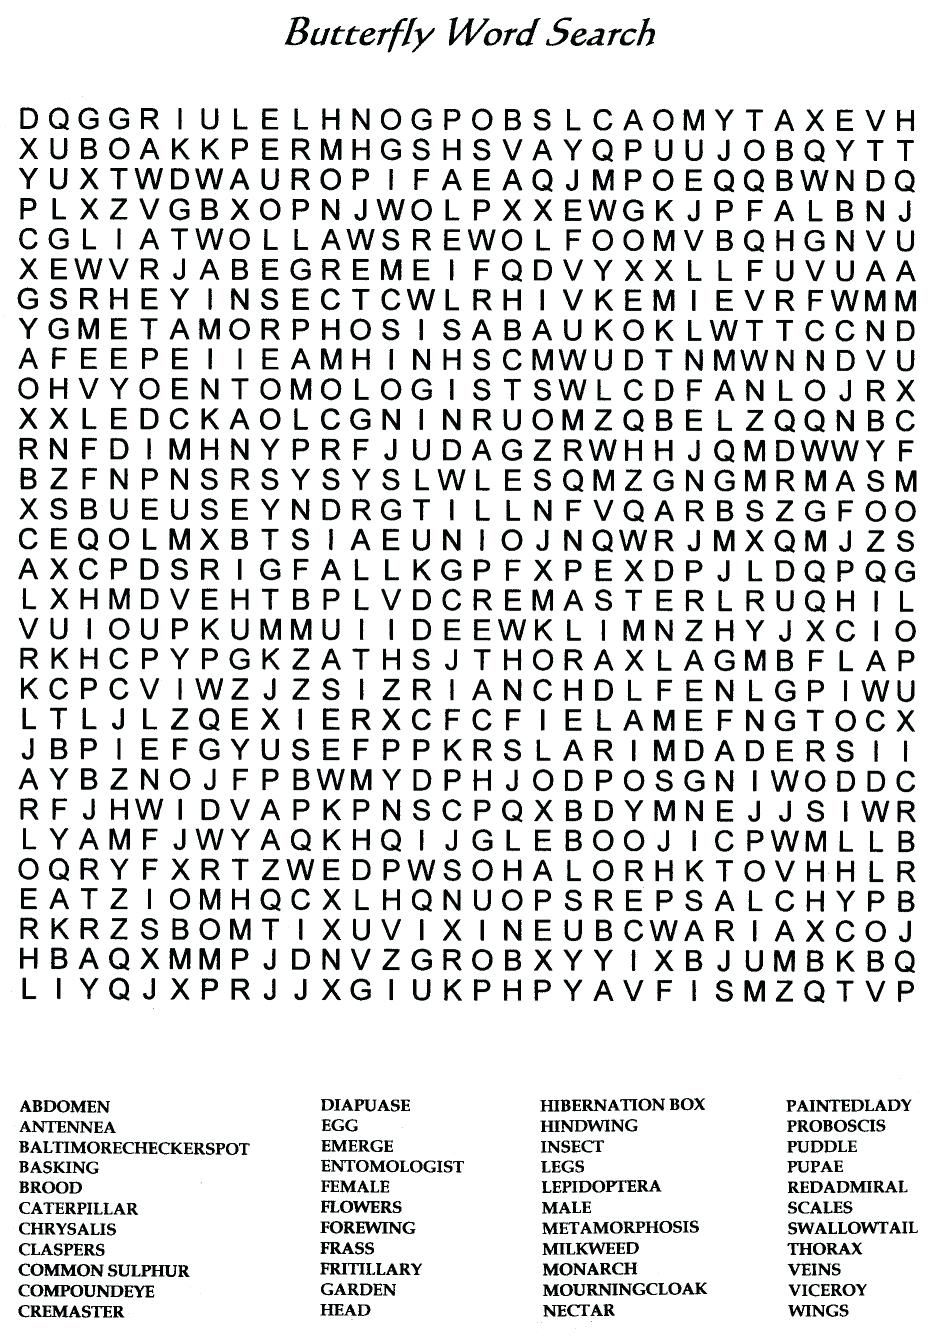 Butterfly Word Search
D Q G G R I U L E L H N O G P O B S L C A O M Y T A X E V H
X U B O A K K P E R M H G S H S V A Y Q P U U J O B Q Y T T
Y U X T W D W A U R O P I F A E A Q J M P O E Q Q B W N D Q
P L X Z V G B X O P N J W O L P X X E W G K J P F A L B N J
C G L I A T W O L L A W S R E W O L F O O M V B Q H G N V U
X E W V R J A B E G R E M E I F Q D V Y X X L L F U V U A A
G S R H E Y I N S E C T C W L R H I V K E M I E V R F W M M
Y G M E T A M O R P H O S I S A B A U K O K L W T T C C N D
A F E E P E I I E A M H I N H S C M W U D T N M W N N D V U
O H V Y O E N T O M O L O G I S T S W L C D F A N L O J R X
X X L E D C K A O L C G N I N R U O M Z Q B E L Z Q Q N B C
R N F D I M H N Y P R F J U D A G Z R W H H J Q M D W W Y F
B Z F N P N S R S Y S Y S L W L E S Q M Z G N G M R M A S M
X S B U E U S E Y N D R G T I L L N F V Q A R B S Z G F O O
C E Q O L M X B T S I A E U N I O J N Q W R J M X Q M J Z S
A X C P D S R I G F A L L K G P F X P E X D P J L D Q P Q G
L X H M D V E H T B P L V D C R E M A S T E R L R U Q H I L
V U I O U P K U M M U I I D E E W K L I M N Z H Y J X C I O
R K H C P Y P G K Z A T H S J T H O R A X L A G M B F L A P
K C P C V I W Z J Z S I Z R I A N C H D L F E N L G P I W U
L T L J L Z Q E X I E R X C F C F I E L A M E F N G T O C X
J B P I E F G Y U S E F P P K R S L A R I M D A D E R S I I
A Y B Z N O J F P B W M Y D P H J O D P O S G N I W O D D C
R F J H W I D V A P K P N S C P Q X B D Y M N E J J S I W R
L Y A M F J W Y A Q K H Q I J G L E B O O J I C P W M L L B
O Q R Y F X R T Z W E D P W S O H A L O R H K T O V H H L R
E A T Z I O M H Q C X L H Q N U O P S R E P S A L C H Y P B
R K R Z S B O M T I X U V I X I N E U B C W A R I A X C O J
H B A Q X M M P J D N V Z G R O B X Y Y I X B J U M B K B Q
L I Y Q J X P R J J X G I U K P H P Y A V F I S M Z Q T V P
ABDOMEN
ANTENNEA
BALTIMORECHECKERSPOT
BASKING
BROOD
CATERPILLAR
CHRYSALIS
CLASPERS
COMMON SULPHUR
COMPOUNDEYE
CREMASTER
DIAPUASE
EGG
EMERGE
ENTOMOLOGIST
FEMALE
FLOWERS
FOREWING
FRASS
FRITILLARY
GARDEN
HEAD
HIBERNATION BOX
HINDWING
INSECT
LEGS
LEPIDOPTERA
MALE
METAMORPHOSIS
MILKWEED
MONARCH
MOURNINGCLOAK
NECTAR
PAINTEDLADY
PROBOSCIS
PUDDLE
PUPAE
REDADMIRAL
SCALES
SWALLOWTAIL
THORAX
VEINS
VICEROY
WINGS